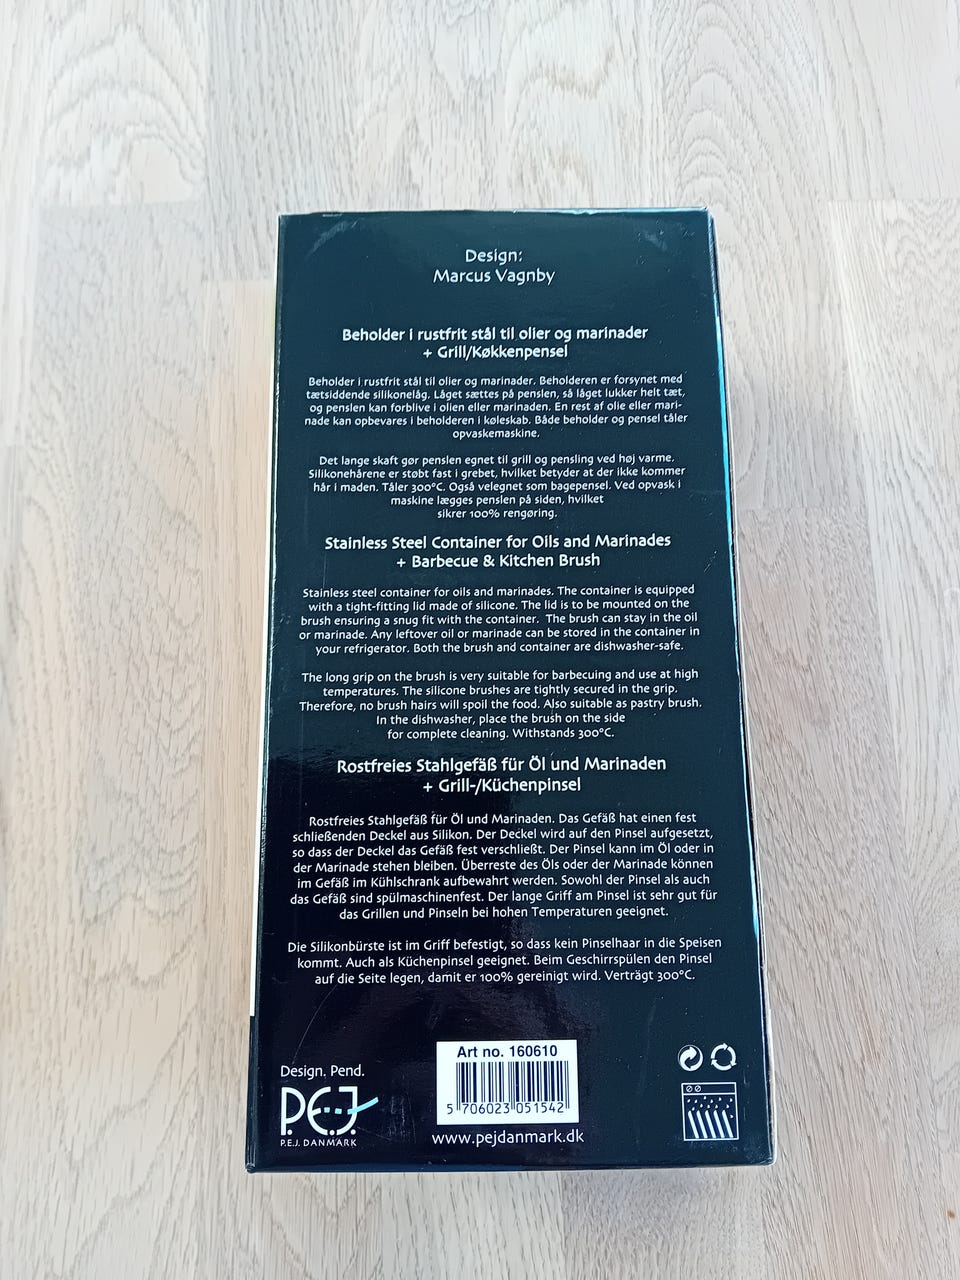 Design:
Marcus Vagnby
Beholder i rustfrit stål til olier og marinader
+ Grill/Køkkenpensel
Beholder i rustfrit stål til olier og marinader. Beholderen er forsynet med
tætsiddende silikonelåg. Låget sættes på penslen, så låget lukker helt tæt,
og penslen kan forblive i olien eller marinaden. En rest af olie eller mari-
nade kan opbevares i beholderen i køleskab. Både beholder og pensel tåler
opvaskemaskine.
Det lange skaft gør penslen egnet til grill og pensling ved høj varme.
Silikonehårene er støbt fast i grebet, hvilket betyder at der ikke kommer
hår i maden. Tåler 300°C. Også velegnet som bagepensel. Ved opvask i
maskine lægges penslen på siden, hvilket
sikrer 100% rengøring.
Stainless Steel Container for Oils and Marinades
+ Barbecue & Kitchen Brush
Stainless steel container for oils and marinades. The container is equipped
with a tight-fitting lid made of silicone. The lid is to be mounted on the
brush ensuring a snug fit with the container. The brush can stay in the oil
or marinade. Any leftover oil or marinade can be stored in the container in
your refrigerator. Both the brush and container are dishwasher-safe.
The long grip on the brush is very suitable for barbecuing and use at high
temperatures. The silicone brushes are tightly secured in the grip.
Therefore, no brush hairs will spoil the food. Also suitable as pastry brush.
In the dishwasher, place the brush on the side
for complete cleaning. Withstands 300°C.
Rostfreies Stahlgefäß für Öl und Marinaden
+ Grill-/Küchenpinsel
Rostfreies Stahlgefäß für Öl und Marinaden. Das Gefäß hat einen fest
schließenden Deckel aus Silikon. Der Deckel wird auf den Pinsel aufgesetzt,
so dass der Deckel das Gefäß fest verschließt. Der Pinsel kann im Öl oder in
der Marinade stehen bleiben. Überreste des Öls oder der Marinade können
im Gefäß im Kühlschrank aufbewahrt werden. Sowohl der Pinsel als auch
das Gefäß sind spülmaschinenfest. Der lange Griff am Pinsel ist sehr gut für
das Grillen und Pinseln bei hohen Temperaturen geeignet.
Die Silikonbürste ist im Griff befestigt, so dass kein Pinselhaar in die Speisen
kommt. Auch als Küchenpinsel geeignet. Beim Geschirrspülen den Pinsel
auf die Seite legen, damit er 100% gereinigt wird. Verträgt 300°C.
Art no. 160610
5 706023 051542
www.pejdanmark.dk
Design. Pend.
P.E.J.
P.E.J. DANMARK